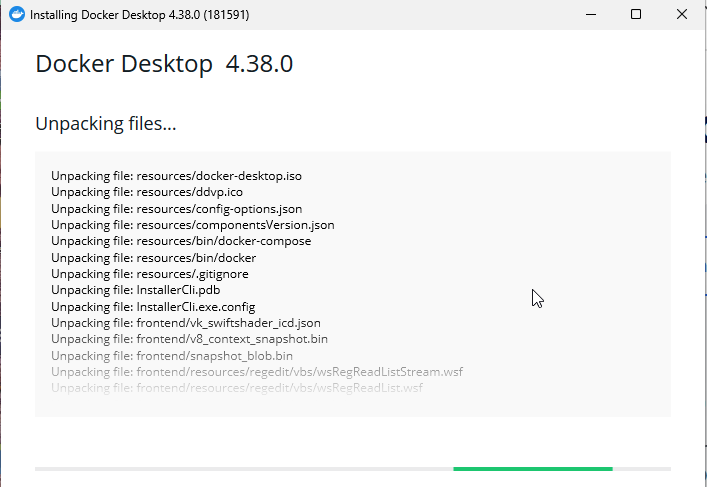 Installing Docker Desktop 4.38.0 (181591)
Docker Desktop 4.38.0
Unpacking files...
Unpacking file: resources/docker-desktop.iso
Unpacking file: resources/ddvp.ico
Unpacking file: resources/config-options.json
Unpacking file: resources/componentsVersion.json
Unpacking file: resources/bin/docker-compose
Unpacking file: resources/bin/docker
Unpacking file: resources/.gitignore
Unpacking file: InstallerCli.pdb
Unpacking file: InstallerCli.exe.config
Unpacking file: frontend/vk_swiftshader_icd.json
Unpacking file: frontend/v8_context_snapshot.bin
Unpacking file: frontend/snapshot_blob.bin
Unpacking file: frontend/resources/regedit/vbs/wsRegReadListStream.wsf
Unpacking file: frontend/resources/regedit/vbs/wsRegReadList.wsf